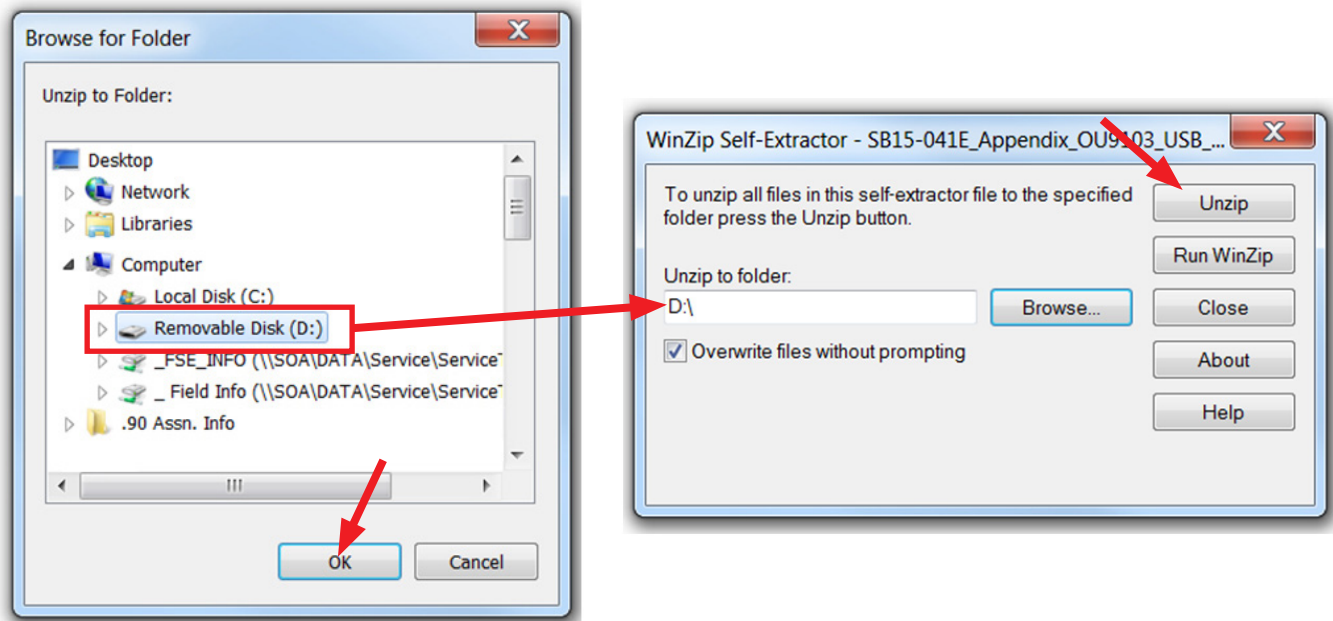 Browse for Folder
Unzip to Folder:
Desktop
Network
Libraries
Computer
Local Disk (C:)
Removable Disk (D:)
_FSE_INFO (\\SOA\DATA\Service\Service
_ Field Info (\\SOA\DATA\Service\Service
.90 Assn. Info
OK
Cancel
WinZip Self-Extractor - SB15-041E_Appendix_OU9103_USB_...
To unzip all files in this self-extractor file to the specified
folder press the Unzip button.
Unzip to folder:
D:\
Browse...
Overwrite files without prompting
Unzip
Run WinZip
Close
About
Help